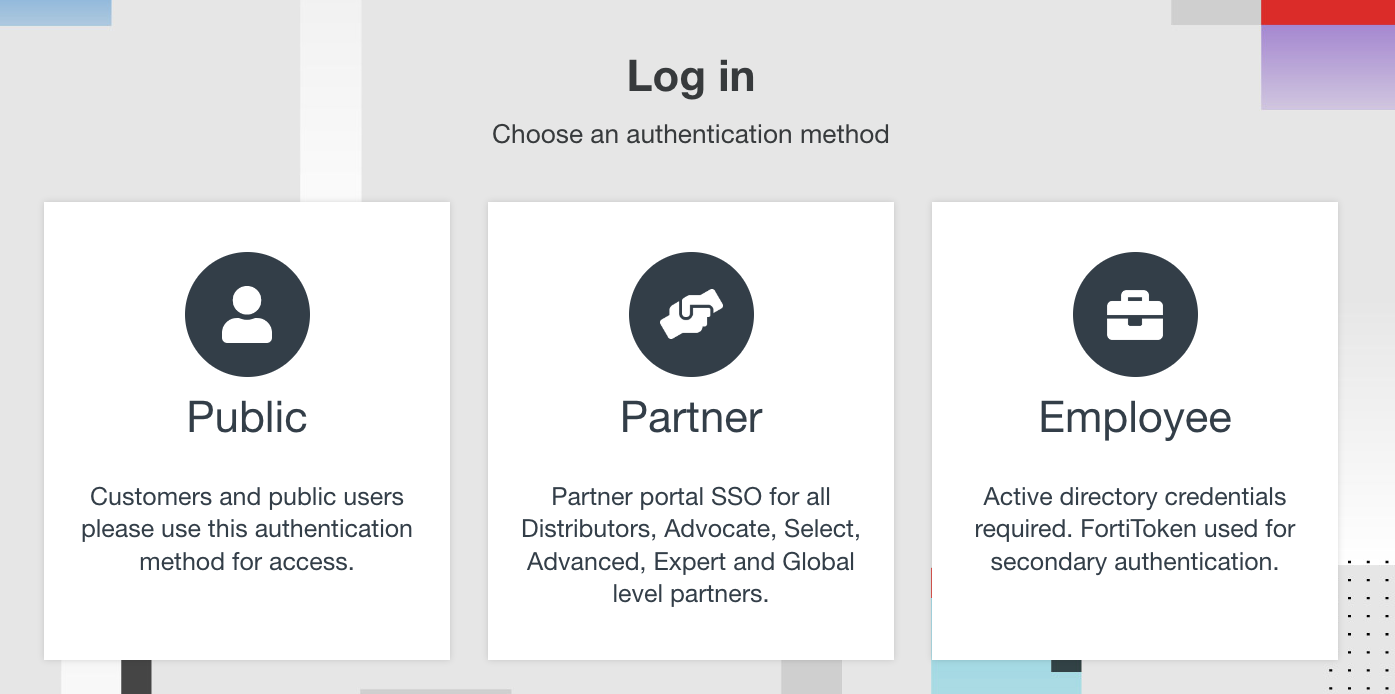 Log in
Choose an authentication method
Public
Customers and public users
please use this authentication
method for access.
Partner
Partner portal SSO for all
Distributors, Advocate, Select,
Advanced, Expert and Global
level partners.
Employee
Active directory credentials
required. FortiToken used for
secondary authentication.